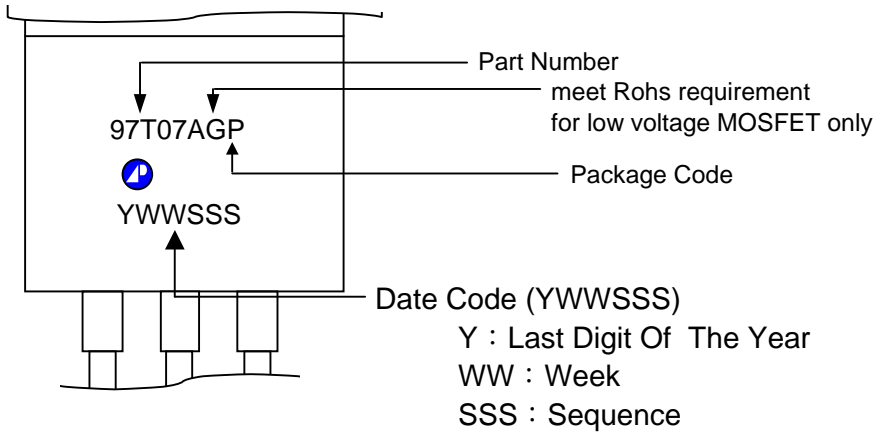 Part Number
meet Rohs requirement
for low voltage MOSFET only
97T07AGP
Package Code
YWWSSS
Date Code (YWWSSS)
Y：Last Digit Of The Year
WW：Week
SSS：Sequence